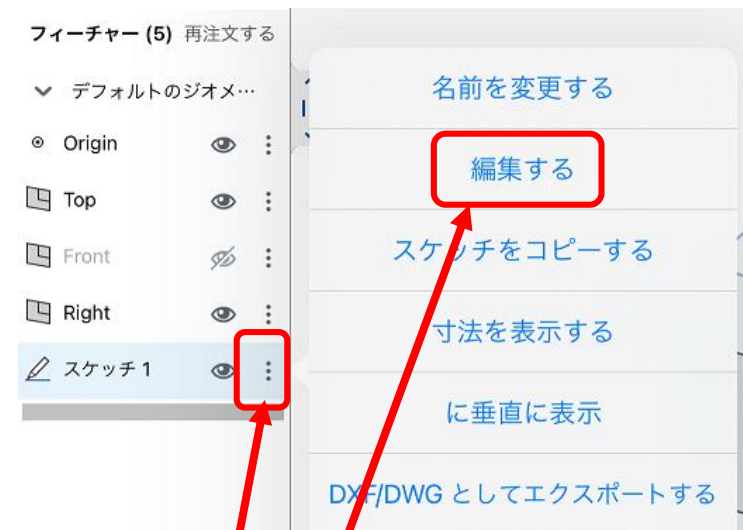 フィーチャー (5) 再注文する
デフォルトのジオメ…
Origin
Top
Front
Right
スケッチ 1
名前を変更する
編集する
スケッチをコピーする
寸法を表示する
に垂直に表示
DXF/DWG としてエクスポートする